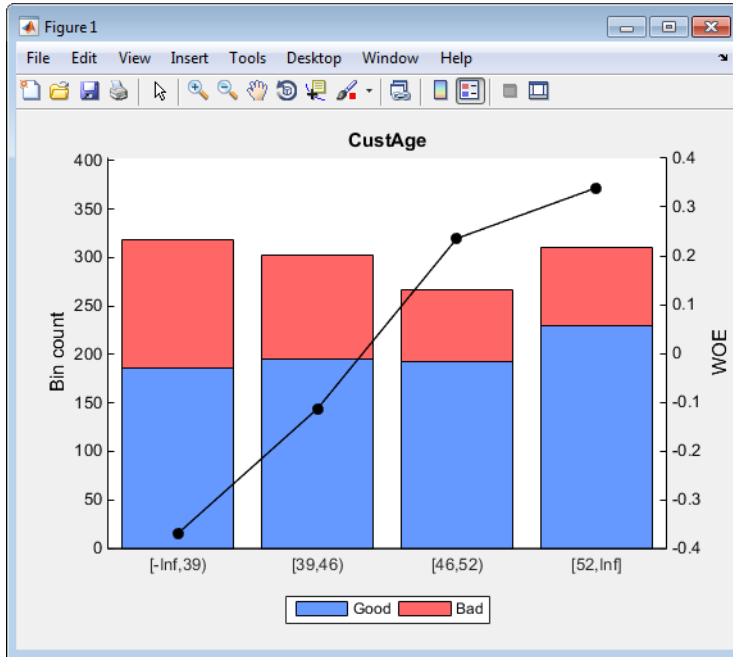 Figure 1
File Edit View Insert Tools Desktop Window Help
CustAge
400
350
300
250
200
150
100
50
0
Bin count
0.4
0.3
0.2
0.1
0
-0.1
-0.2
-0.3
-0.4
WOE
[-Inf,39) [39,46) [46,52) [52,Inf]
Good Bad